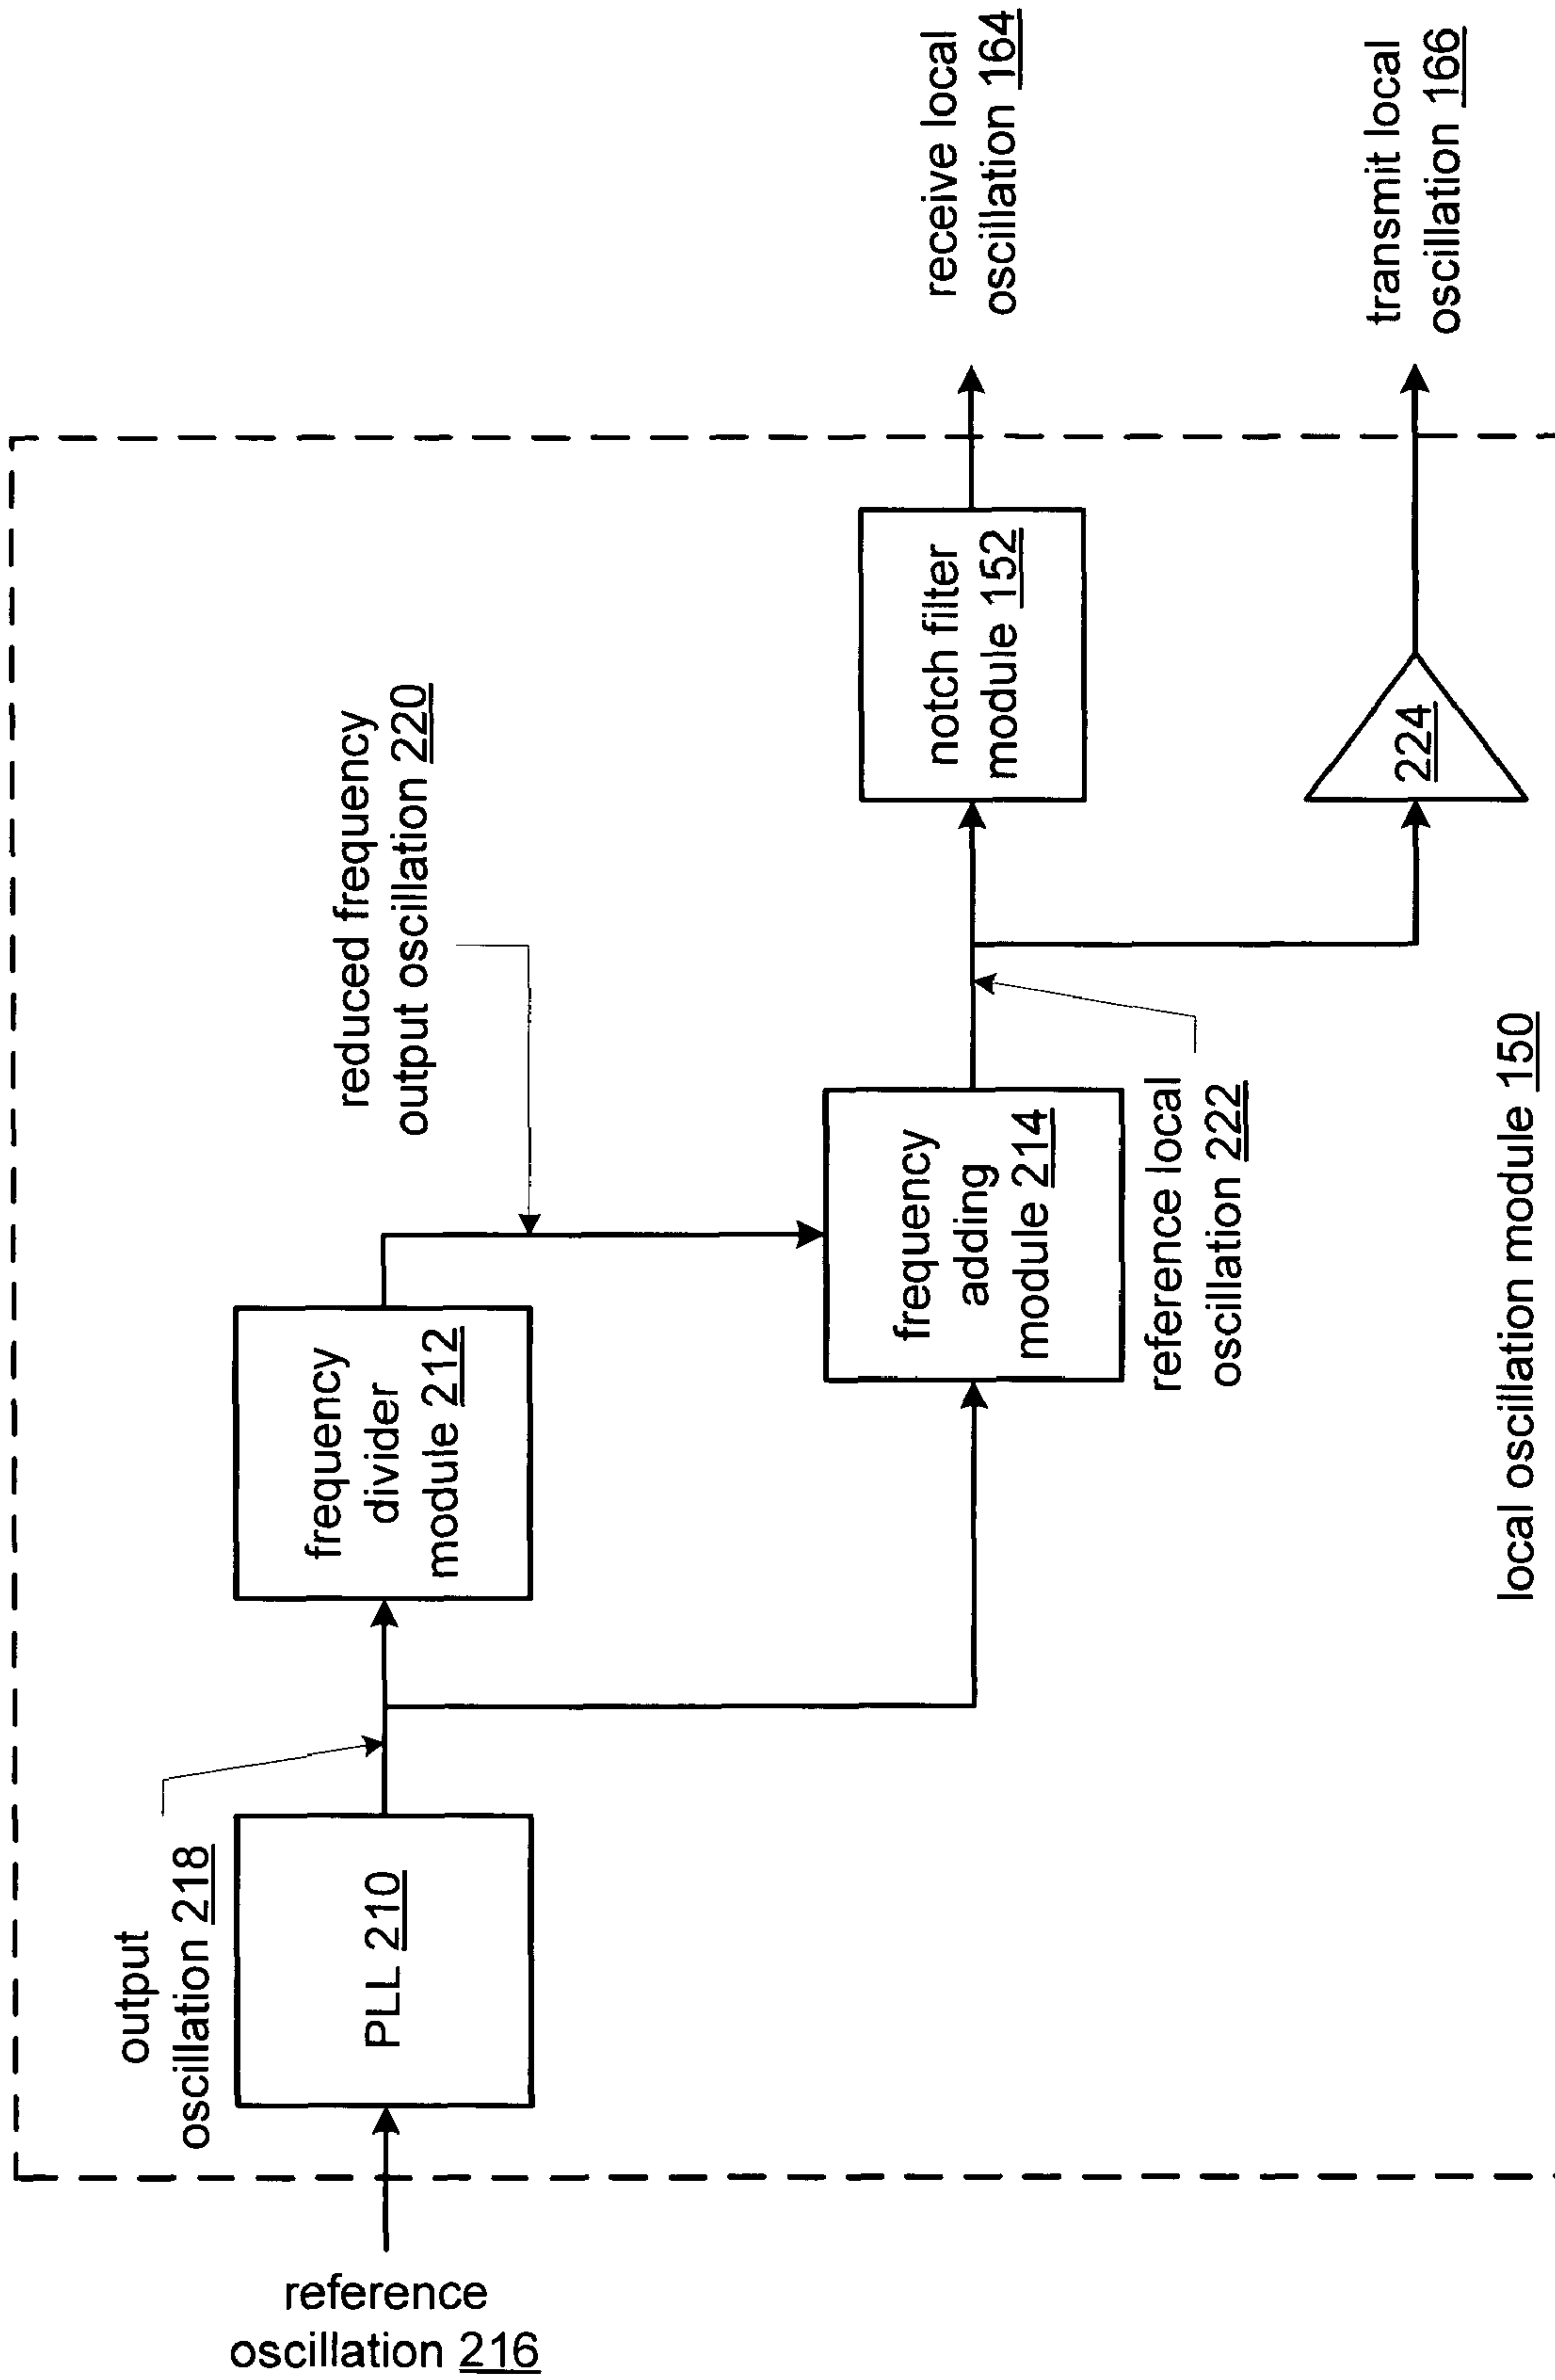 reference
oscillation 216
output
oscillation 218
PLL 210
frequency
divider
module 212
reduced frequency
output oscillation 220
frequency
adding
module 214
reference local
oscillation 222
notch filter
module 152
224
receive local
oscillation 164
transmit local
oscillation 166
local oscillation module 150